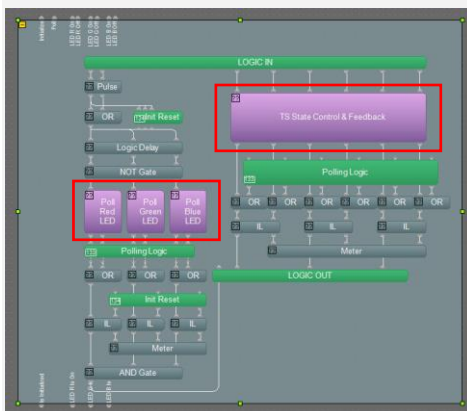 Initialize
Pulse
LOGIC IN
Pulse
OR
Init Reset
TS State Control & Feedback
Logic Delay
NOT Gate
Polling Logic
Poll Red LED
Poll Green LED
Poll Blue LED
OR OR OR OR OR OR
IL IL IL
Polling Logic
Meter
OR OR OR
LOGIC OUT
Init Reset
IL IL IL
Meter
AND Gate